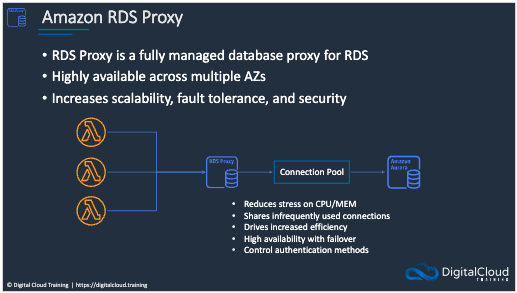 Amazon RDS Proxy
• RDS Proxy is a fully managed database proxy for RDS
• Highly available across multiple AZs
• Increases scalability, fault tolerance, and security
RDS Proxy
Connection Pool
Amazon
Aurora
• Reduces stress on CPU/MEM
• Shares infrequently used connections
• Drives increased efficiency
• High availability with failover
• Control authentication methods
© Digital Cloud Training | https://digitalcloud.training
DigitalCloud
TRAINING